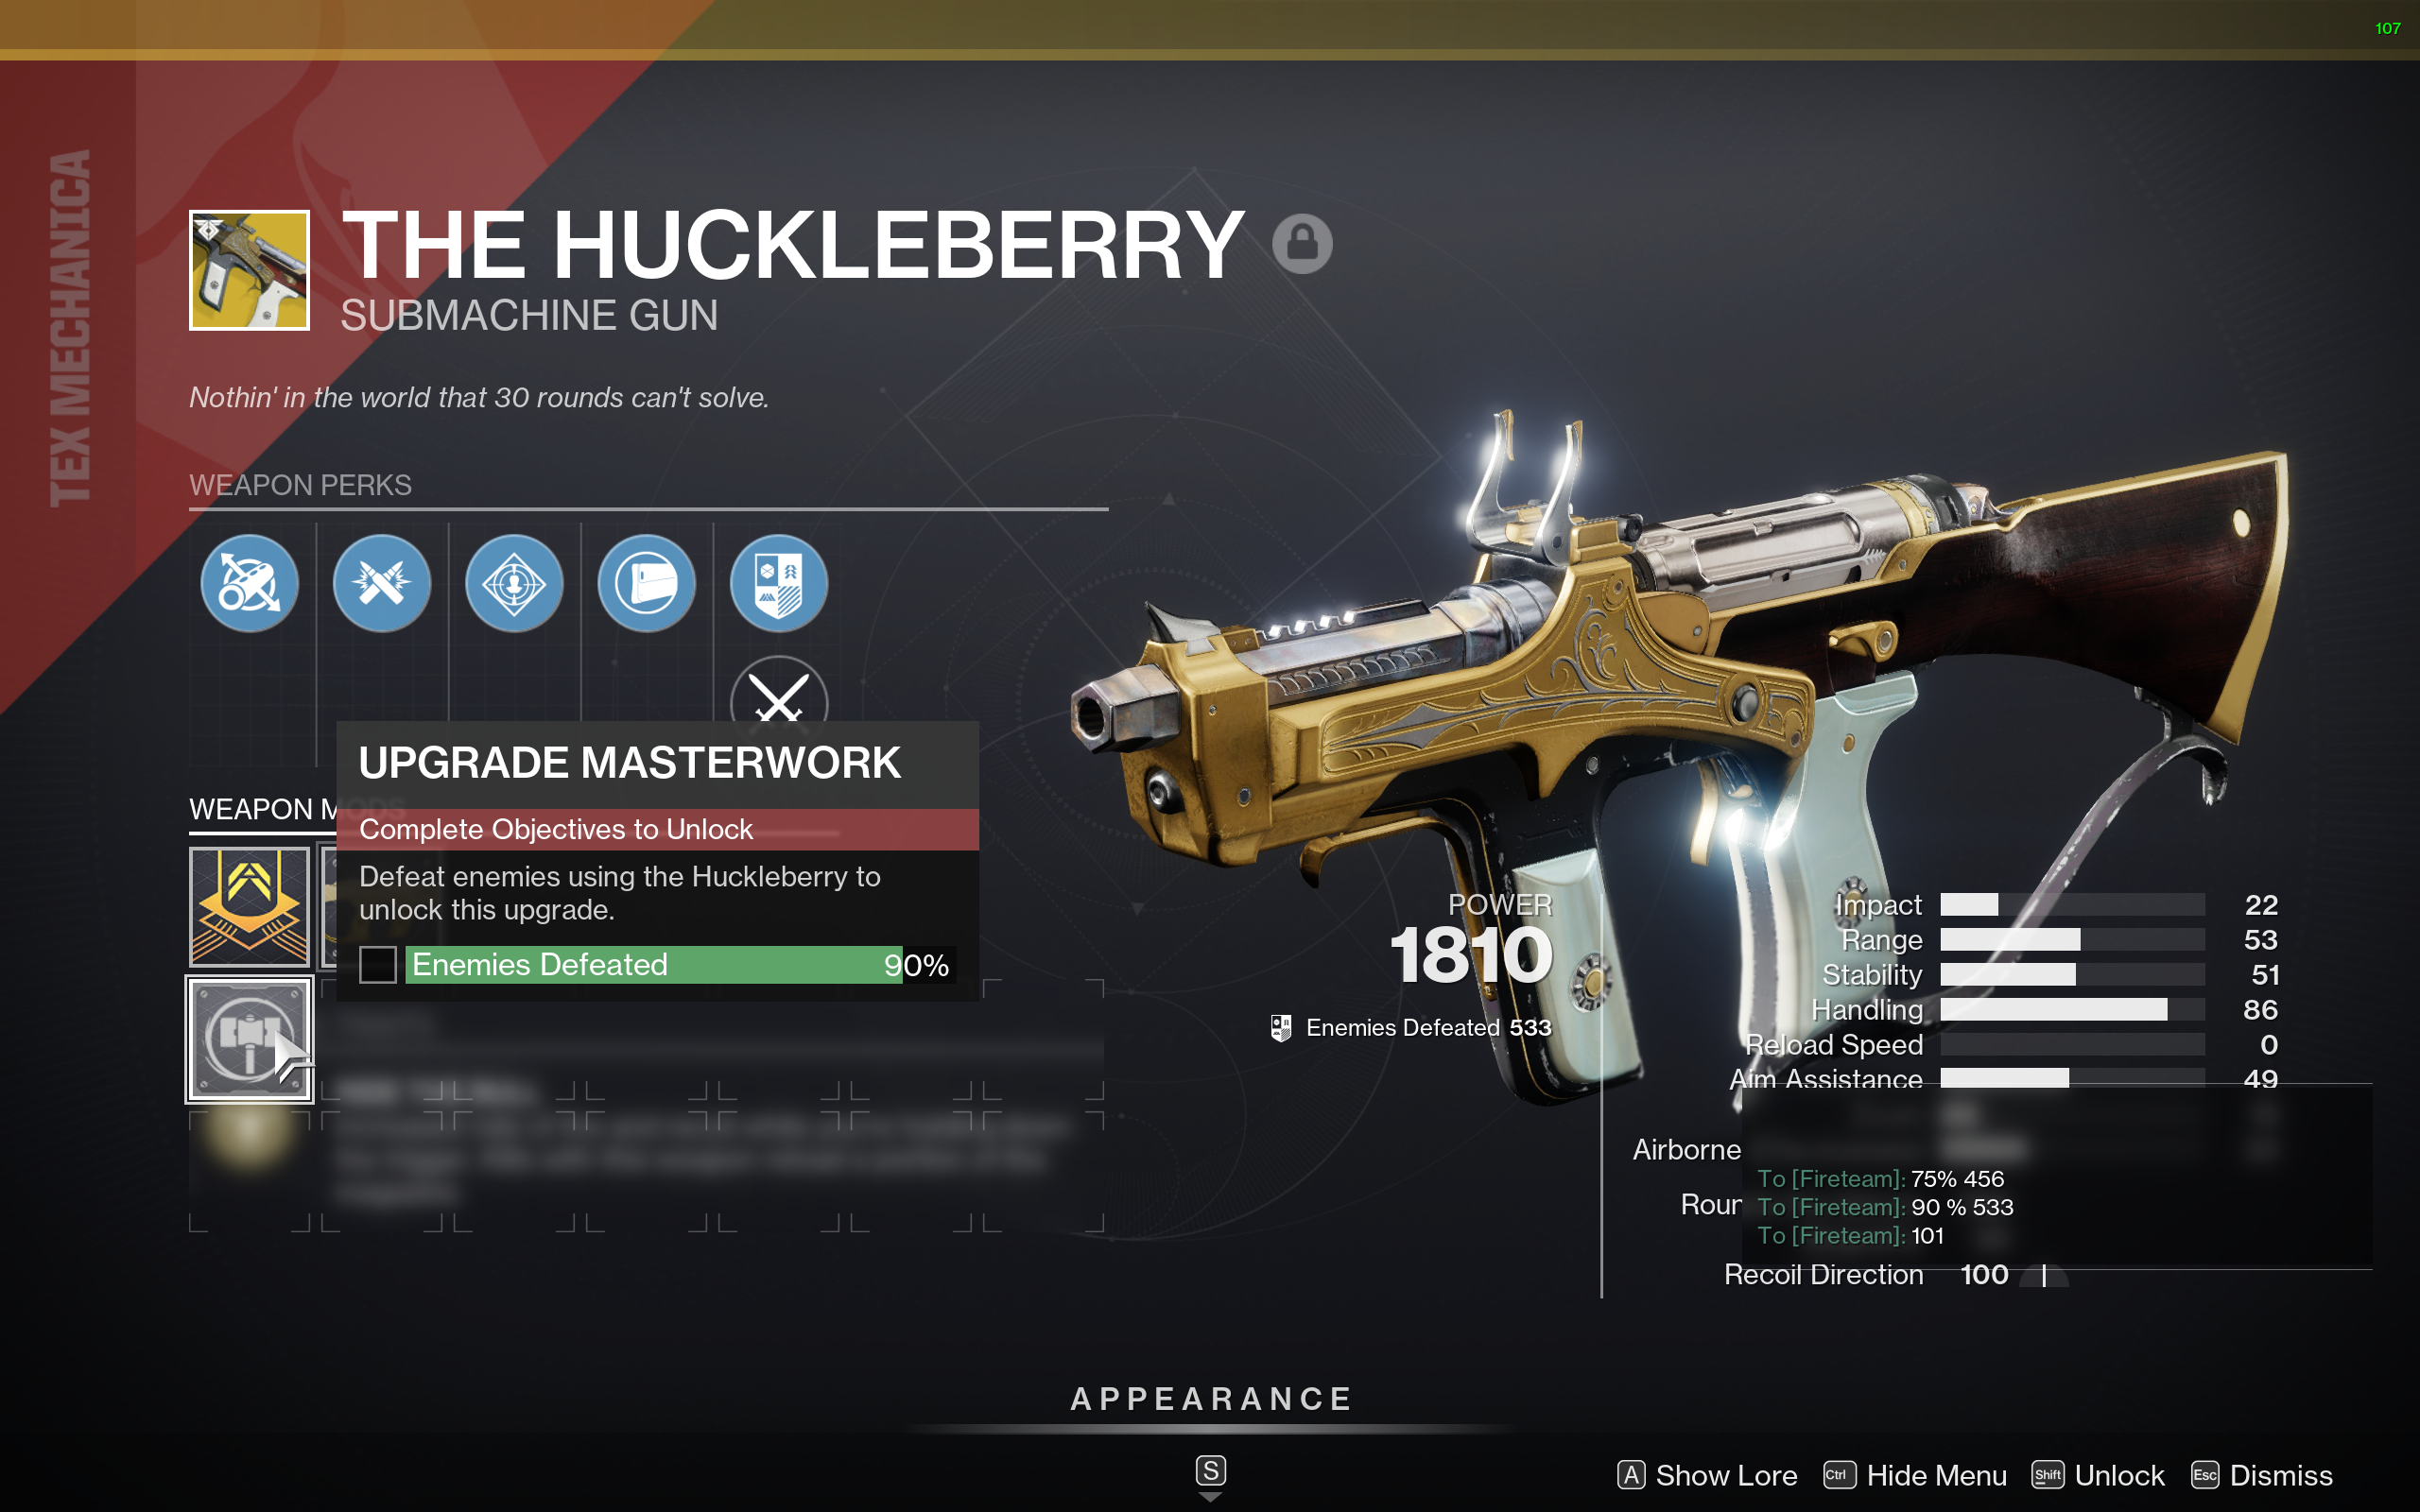 107
TEX MECHANICA
THE HUCKLEBERRY
SUBMACHINE GUN
Nothin' in the world that 30 rounds can't solve.
WEAPON PERKS
UPGRADE MASTERWORK
WEAPON MODS
Complete Objectives to Unlock
Defeat enemies using the Huckleberry to
unlock this upgrade.
Enemies Defeated 90%
POWER
1810
Enemies Defeated 533
Impact 22
Range 53
Stability 51
Handling 86
Reload Speed 0
Aim Assistance 49
Airborne
To [Fireteam]: 75% 456
To [Fireteam]: 90 % 533
To [Fireteam]: 101
Recoil Direction 100
APPEARANCE
S
A Show Lore Ctrl Hide Menu Shift Unlock Esc Dismiss